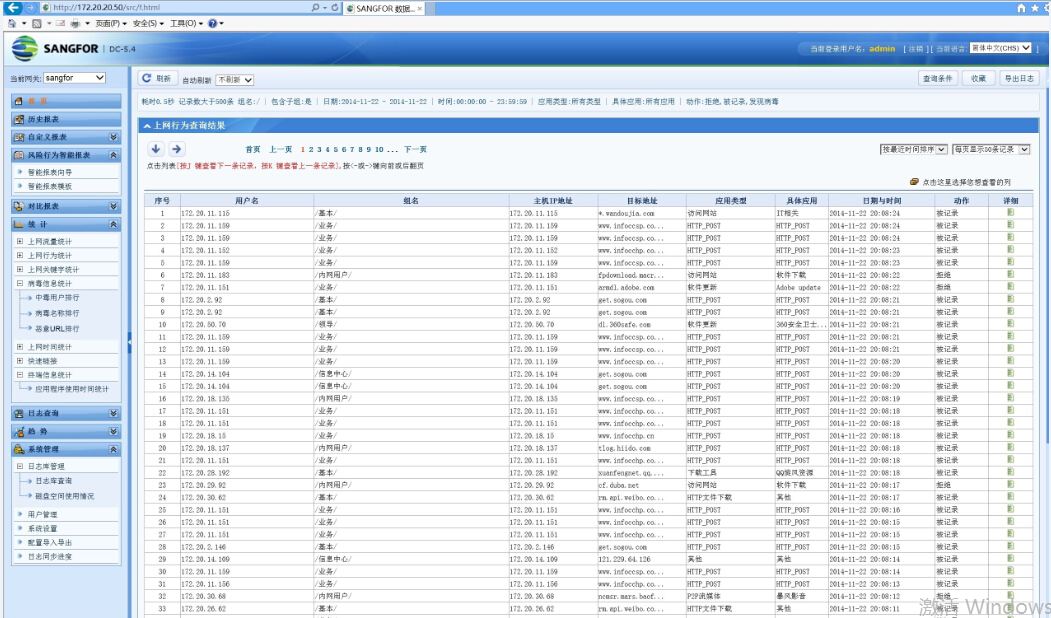 http://172.20.20.50/src/f.html
SANGFOR 数据...
页面(P) 安全(S) 工具(O)
SANGFOR | DC-5.4
当前登录用户名: admin [ 注销 ] [ 当前语言: 简体中文(CHS) ]
当前网关: sangfor
首 页
历史报表
自定义报表
风险行为智能报表
智能报表向导
智能报表模板
对比报表
统 计
上网流量统计
上网行为统计
上网关键字统计
病毒信息统计
中毒用户排行
病毒名称排行
恶意URL排行
上网时间统计
快速链接
终端信息统计
应用程序使用时间统计
日志查询
趋 势
系统管理
日志库管理
日志库查询
磁盘空间使用情况
用户管理
系统设置
配置导入导出
日志同步进度
刷新 自动刷新 不刷新
查询条件 收藏 导出日志
耗时0.5秒 记录数大于500条 组名:/ | 包含子组:是 | 日期:2014-11-22 - 2014-11-22 | 时间:00:00:00 - 23:59:59 | 应用类型:所有类型 | 具体应用:所有应用 | 动作:拒绝,被记录,发现病毒
上网行为查询结果
首页 上一页 1 2 3 4 5 6 7 8 9 10 ... 下一页
按最近时间排序 每页显示50条记录
点击列表[按J 键查看下一条记录, 按K 键查看上一条记录],按<-或->键向前或后翻页
点击这里选择您想查看的列
序号 用户名 组名 主机IP地址 目标地址 应用类型 具体应用 日期与时间 动作 详细
1 172.20.11.115 /基本/ 172.20.11.115 *.wandoujia.com 访问网站 IT相关 2014-11-22 20:08:24 被记录
2 172.20.11.159 /业务/ 172.20.11.159 www.infoccsp.co... HTTP_POST HTTP_POST 2014-11-22 20:08:24 被记录
3 172.20.11.159 /业务/ 172.20.11.159 www.infoccsp.co... HTTP_POST HTTP_POST 2014-11-22 20:08:24 被记录
4 172.20.11.152 /业务/ 172.20.11.152 www.infocchp.co... HTTP_POST HTTP_POST 2014-11-22 20:08:23 被记录
5 172.20.11.159 /业务/ 172.20.11.159 www.infoccsp.co... HTTP_POST HTTP_POST 2014-11-22 20:08:23 被记录
6 172.20.11.183 /内网用户/ 172.20.11.183 fpdownload.macr... 访问网站 软件下载 2014-11-22 20:08:22 拒绝
7 172.20.11.151 /业务/ 172.20.11.151 armdl.adobe.com 软件更新 Adobe update 2014-11-22 20:08:22 拒绝
8 172.20.2.92 /基本/ 172.20.2.92 get.sogou.com HTTP_POST HTTP_POST 2014-11-22 20:08:21 被记录
9 172.20.2.92 /基本/ 172.20.2.92 get.sogou.com HTTP_POST HTTP_POST 2014-11-22 20:08:21 被记录
10 172.20.50.70 /领导/ 172.20.50.70 dl.360safe.com 软件更新 360安全卫士... 2014-11-22 20:08:21 被记录
11 172.20.11.159 /业务/ 172.20.11.159 www.infoccsp.co... HTTP_POST HTTP_POST 2014-11-22 20:08:21 被记录
12 172.20.11.159 /业务/ 172.20.11.159 www.infoccsp.co... HTTP_POST HTTP_POST 2014-11-22 20:08:21 被记录
13 172.20.11.159 /业务/ 172.20.11.159 www.infoccsp.co... HTTP_POST HTTP_POST 2014-11-22 20:08:20 被记录
14 172.20.14.104 /信息中心/ 172.20.14.104 get.sogou.com HTTP_POST HTTP_POST 2014-11-22 20:08:20 被记录
15 172.20.14.104 /信息中心/ 172.20.14.104 get.sogou.com HTTP_POST HTTP_POST 2014-11-22 20:08:20 被记录
16 172.20.18.135 /内网用户/ 172.20.18.135 www.infoccsp.co... HTTP_POST HTTP_POST 2014-11-22 20:08:19 被记录
17 172.20.11.151 /业务/ 172.20.11.151 www.infocchp.co... HTTP_POST HTTP_POST 2014-11-22 20:08:18 被记录
18 172.20.11.151 /业务/ 172.20.11.151 www.infocchp.co... HTTP_POST HTTP_POST 2014-11-22 20:08:18 被记录
19 172.20.18.15 /业务/ 172.20.18.15 www.infocchp.cn HTTP_POST HTTP_POST 2014-11-22 20:08:18 被记录
20 172.20.18.137 /内网用户/ 172.20.18.137 tlog.hiido.com HTTP_POST HTTP_POST 2014-11-22 20:08:18 被记录
21 172.20.11.151 /业务/ 172.20.11.151 www.infocchp.co... HTTP_POST HTTP_POST 2014-11-22 20:08:18 被记录
22 172.20.28.192 /基本/ 172.20.28.192 xuanfengnet.qq.... 下载工具 QQ旋风资源 2014-11-22 20:08:18 被记录
23 172.20.29.92 /内网用户/ 172.20.29.92 cf.duba.net 访问网站 软件下载 2014-11-22 20:08:17 拒绝
24 172.20.30.62 /基本/ 172.20.30.62 rm.api.weibo.co... HTTP文件下载 其他 2014-11-22 20:08:17 被记录
25 172.20.11.151 /业务/ 172.20.11.151 www.infocchp.co... HTTP_POST HTTP_POST 2014-11-22 20:08:16 被记录
26 172.20.11.151 /业务/ 172.20.11.151 www.infocchp.co... HTTP_POST HTTP_POST 2014-11-22 20:08:15 被记录
27 172.20.11.151 /业务/ 172.20.11.151 www.infocchp.co... HTTP_POST HTTP_POST 2014-11-22 20:08:15 被记录
28 172.20.2.146 /基本/ 172.20.2.146 get.sogou.com HTTP_POST HTTP_POST 2014-11-22 20:08:15 被记录
29 172.20.14.109 /信息中心/ 172.20.14.109 121.229.64.126 其他 其他 2014-11-22 20:08:14 被记录
30 172.20.11.159 /业务/ 172.20.11.159 www.infoccsp.co... HTTP_POST HTTP_POST 2014-11-22 20:08:14 被记录
31 172.20.11.156 /业务/ 172.20.11.156 www.infocchp.co... HTTP_POST HTTP_POST 2014-11-22 20:08:13 被记录
32 172.20.30.68 /内网用户/ 172.20.30.68 ncmsr.mars.baof... P2P流媒体 暴风影音 2014-11-22 20:08:12 拒绝
33 172.20.26.62 /基本/ 172.20.26.62 rm.api.weibo.co... HTTP文件下载 其他 2014-11-22 20:08:11 被记录
激活 Windows